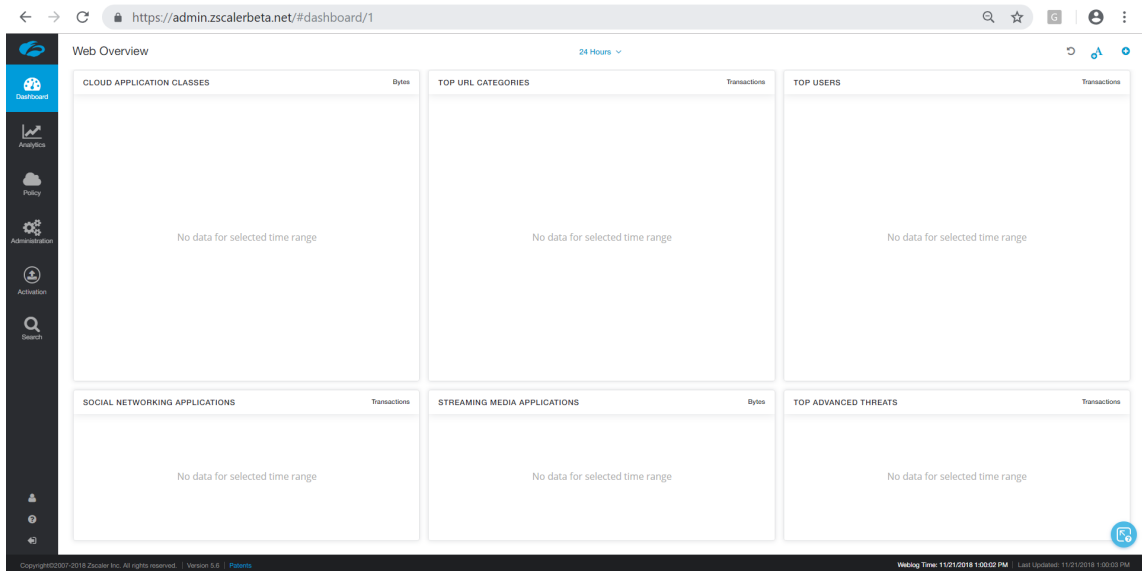 https://admin.zscalerbeta.net/#dashboard/1
G
Web Overview
24 Hours
A
Dashboard
Analytics
Policy
Administration
Activation
Search
CLOUD APPLICATION CLASSES Bytes
No data for selected time range
TOP URL CATEGORIES Transactions
No data for selected time range
TOP USERS Transactions
No data for selected time range
SOCIAL NETWORKING APPLICATIONS Transactions
No data for selected time range
STREAMING MEDIA APPLICATIONS Bytes
No data for selected time range
TOP ADVANCED THREATS Transactions
No data for selected time range
Copyright©2007-2018 Zscaler Inc. All rights reserved. | Version 5.6 | Patents
Weblog Time: 11/21/2018 1:00:02 PM | Last Updated: 11/21/2018 1:00:03 PM